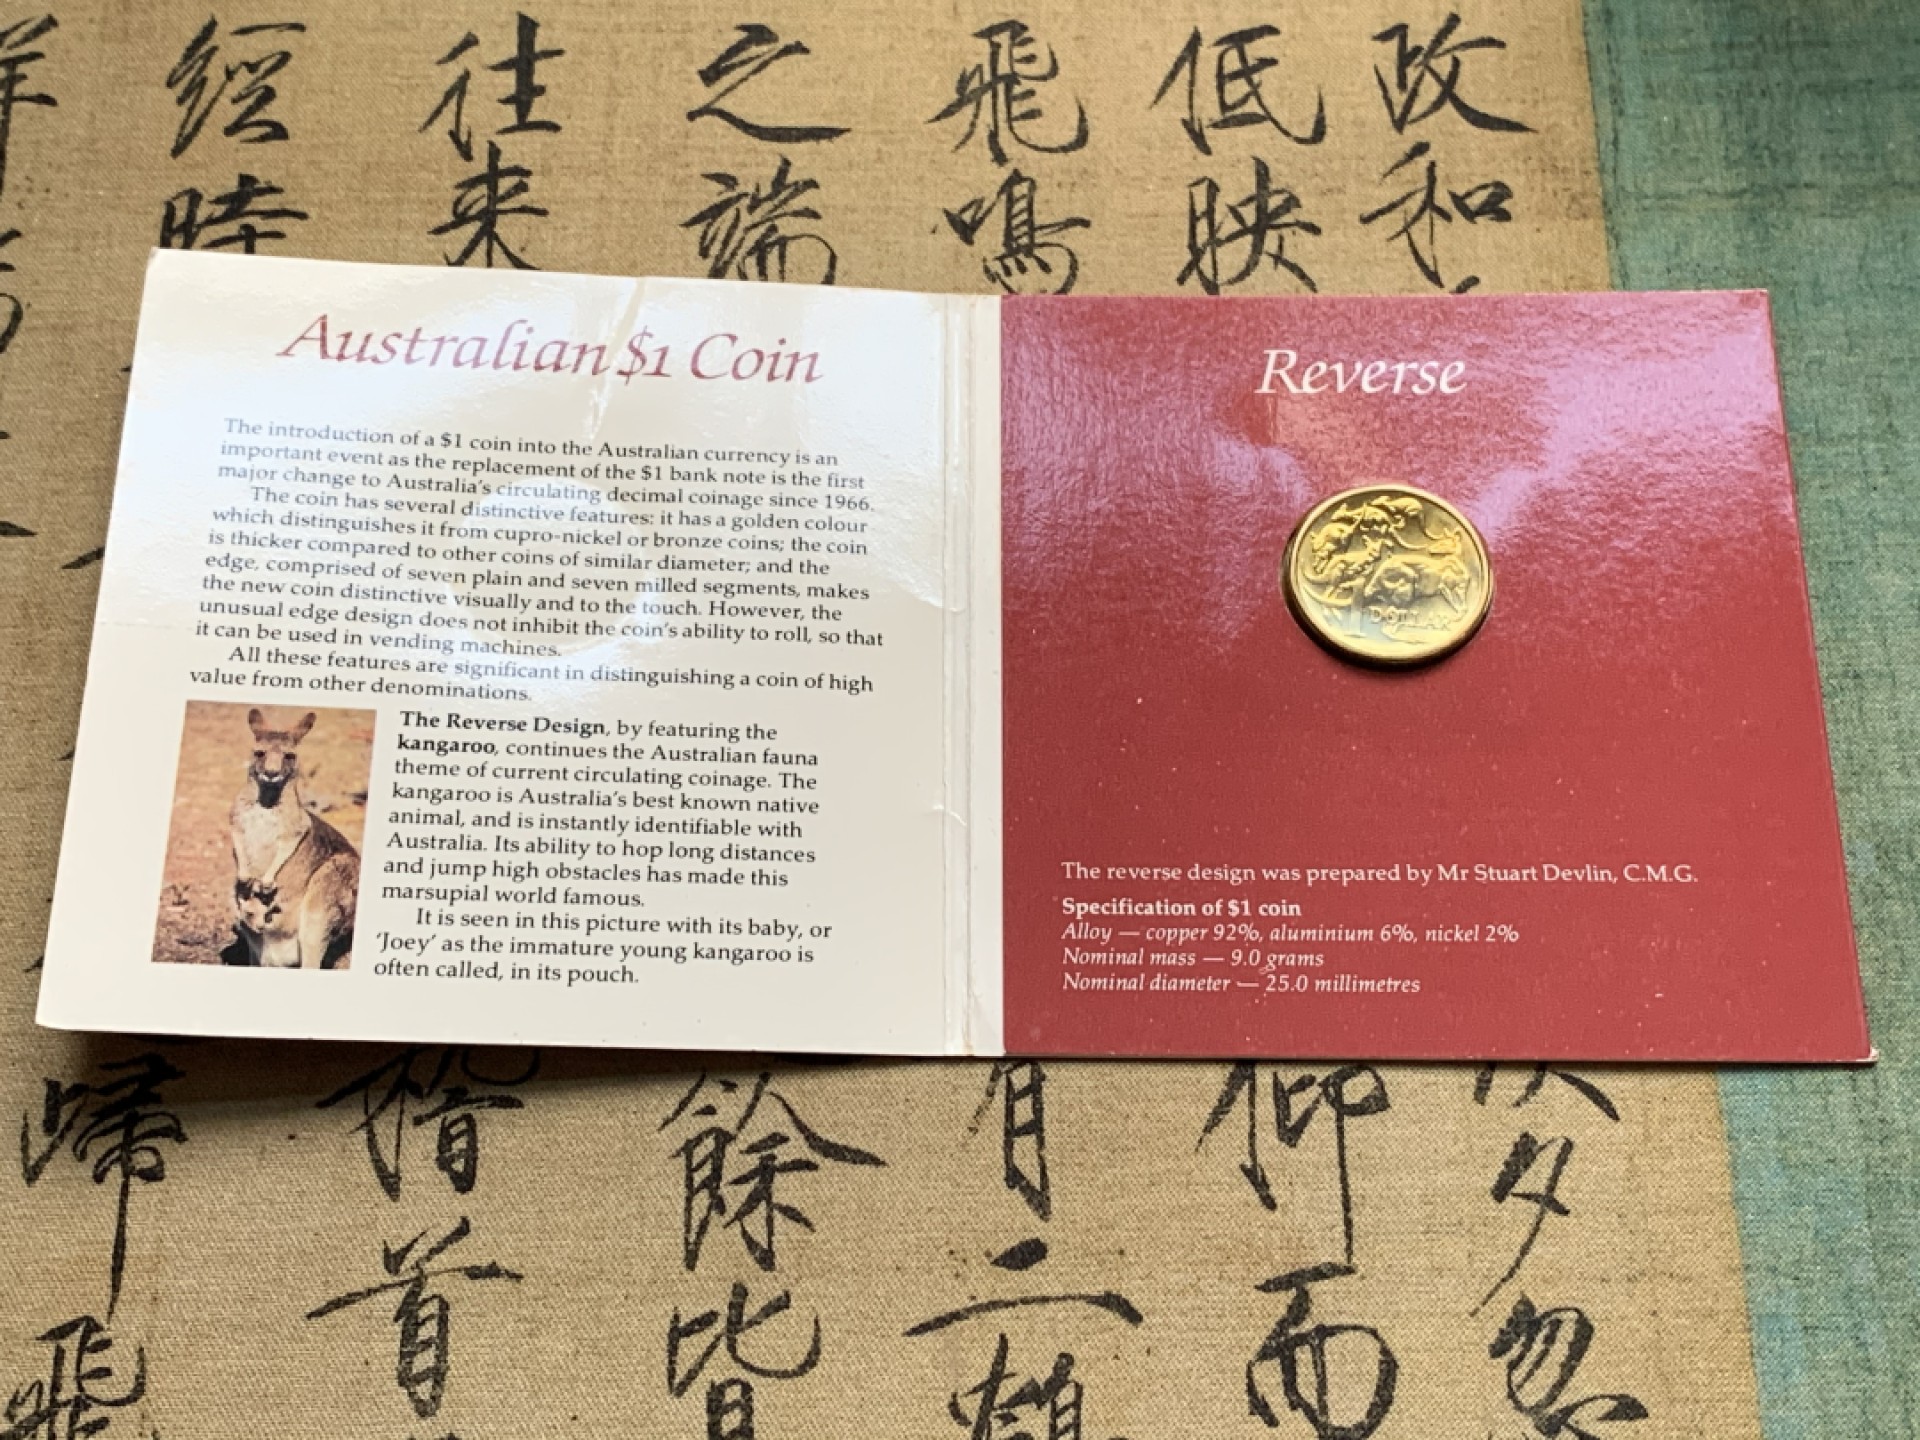 Australian $1 Coin
The introduction of a $1 coin into the Australian currency is an
important event as the replacement of the $1 bank note is the first
major change to Australia's circulating decimal coinage since 1966.
The coin has several distinctive features: it has a golden colour
which distinguishes it from cupro-nickel or bronze coins; the coin
is thicker compared to other coins of similar diameter; and the
edge, comprised of seven plain and seven milled segments, makes
the new coin distinctive visually and to the touch. However, the
unusual edge design does not inhibit the coin's ability to roll, so that
it can be used in vending machines.
All these features are significant in distinguishing a coin of high
value from other denominations.
The Reverse Design, by featuring the
kangaroo, continues the Australian fauna
theme of current circulating coinage. The
kangaroo is Australia's best known native
animal, and is instantly identifiable with
Australia. Its ability to hop long distances
and jump high obstacles has made this
marsupial world famous.
It is seen in this picture with its baby, or
'Joey' as the immature young kangaroo is
often called, in its pouch.
Reverse
DOLLAR
The reverse design was prepared by Mr Stuart Devlin, C.M.G.
Specification of $1 coin
Alloy — copper 92%, aluminium 6%, nickel 2%
Nominal mass — 9.0 grams
Nominal diameter — 25.0 millimetres
改和
低映
飛鳴
之端
往来
經時
夕忽
仰而
月二
餘皆
稽首
歸飛